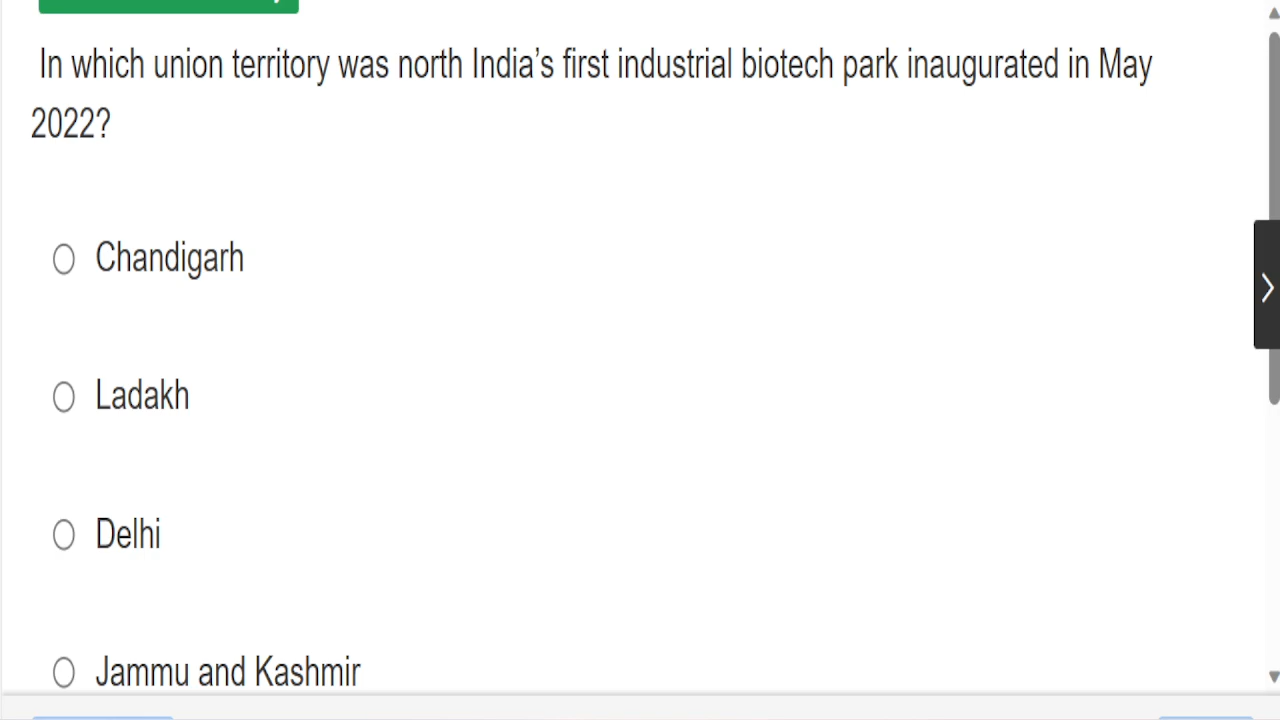 In which union territory was north India’s first industrial biotech park inaugurated in May
2022?
Chandigarh
Ladakh
Delhi
Jammu and Kashmir